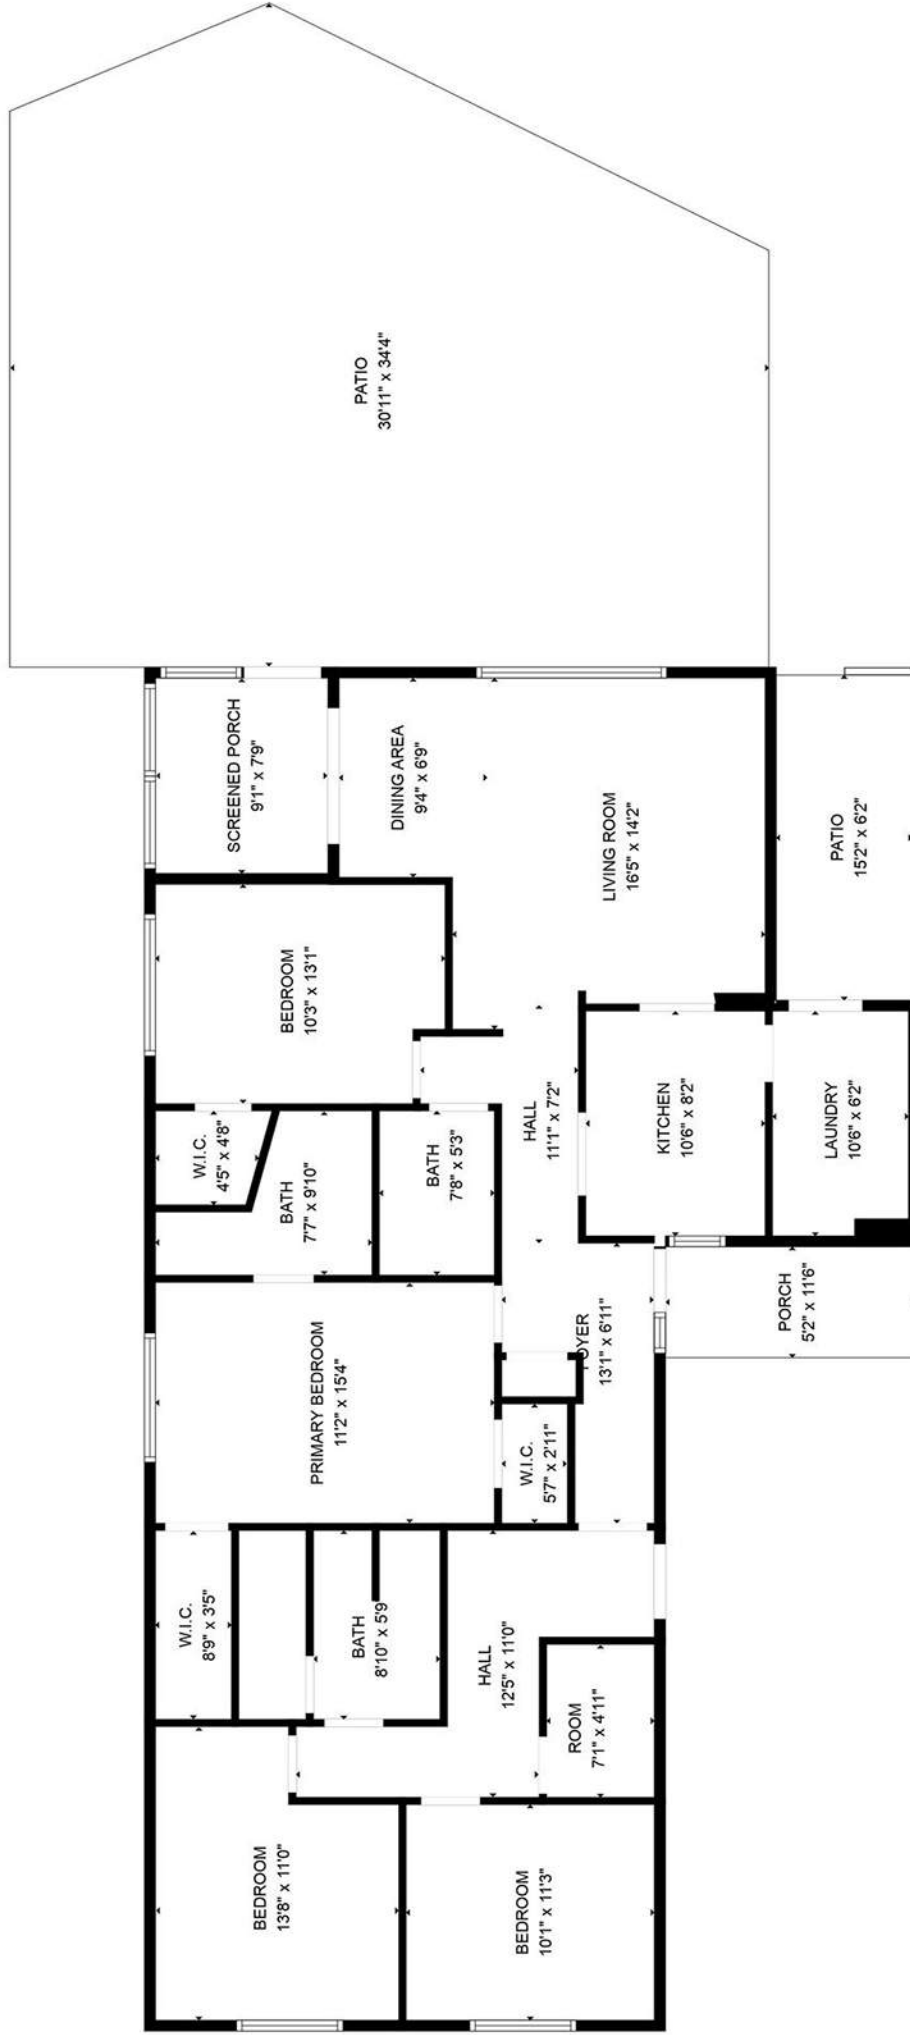 PATIO
30'11" x 34'4"
SCREENED PORCH
9'1" x 7'9"
DINING AREA
9'4" x 6'9"
LIVING ROOM
16'5" x 14'2"
PATIO
15'2" x 6'2"
BEDROOM
10'3" x 13'1"
W.I.C.
4'5" x 4'8"
BATH
7'7" x 9'10"
BATH
7'8" x 5'3"
HALL
11'1" x 7'2"
KITCHEN
10'6" x 8'2"
LAUNDRY
10'6" x 6'2"
PRIMARY BEDROOM
11'2" x 15'4"
OYER
13'1" x 6'11"
PORCH
5'2" x 11'6"
W.I.C.
5'7" x 2'11"
W.I.C.
8'9" x 3'5"
BATH
8'10" x 5'9
HALL
12'5" x 11'0"
ROOM
7'1" x 4'11"
BEDROOM
13'8" x 11'0"
BEDROOM
10'1" x 11'3"